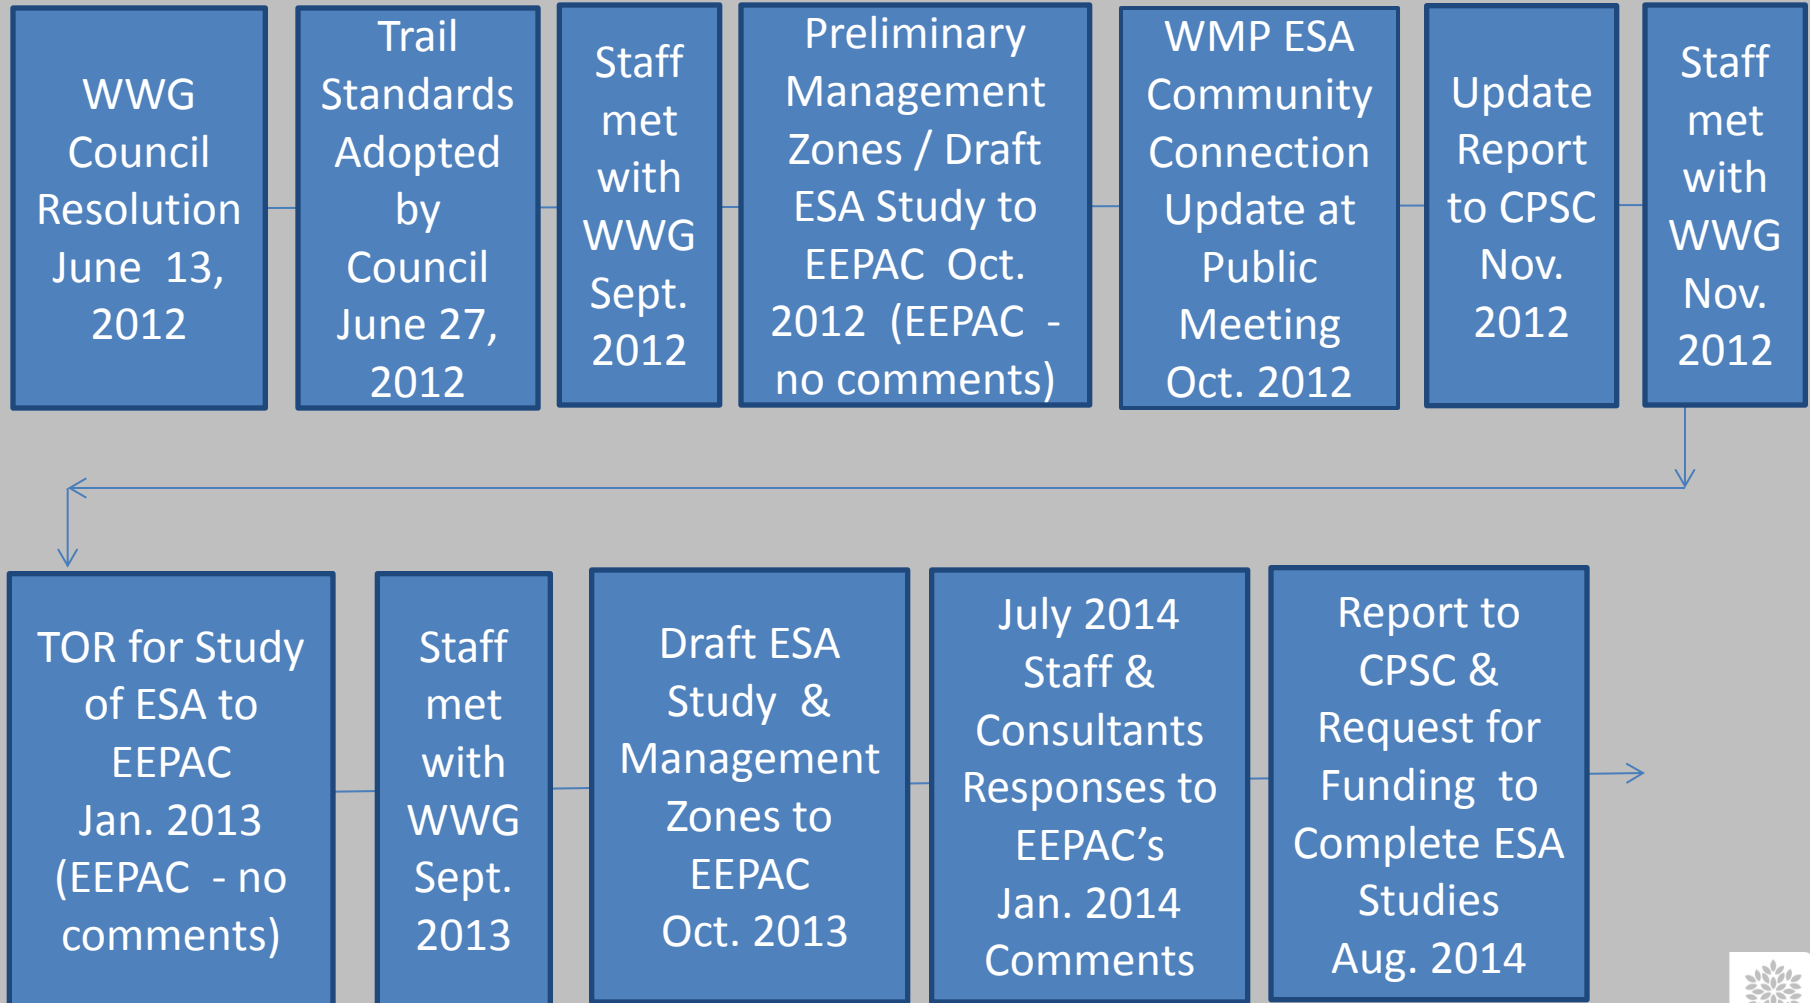 WWG
Council
Resolution
June  13,
2012
Trail
Standards
Adopted
by
Council
June 27,
2012
Staff
met
with
WWG
Sept.
2012
Preliminary
Management
Zones / Draft
ESA Study to
EEPAC  Oct.
2012  (EEPAC  -
no comments)
WMP ESA
Community
Connection
Update at
Public
Meeting
Oct. 2012
Update
Report
to CPSC
Nov.
2012
Staff
met
with
WWG
Nov.
2012
TOR for Study
of ESA to
EEPAC
Jan. 2013
(EEPAC  - no
comments)
Staff
met
with
WWG
Sept.
2013
Draft ESA
Study  &
Management
Zones to
EEPAC
Oct. 2013
July 2014
Staff &
Consultants
Responses to
EEPAC’s
Jan. 2014
Comments
Report to
CPSC &
Request for
Funding  to
Complete ESA
Studies
Aug. 2014